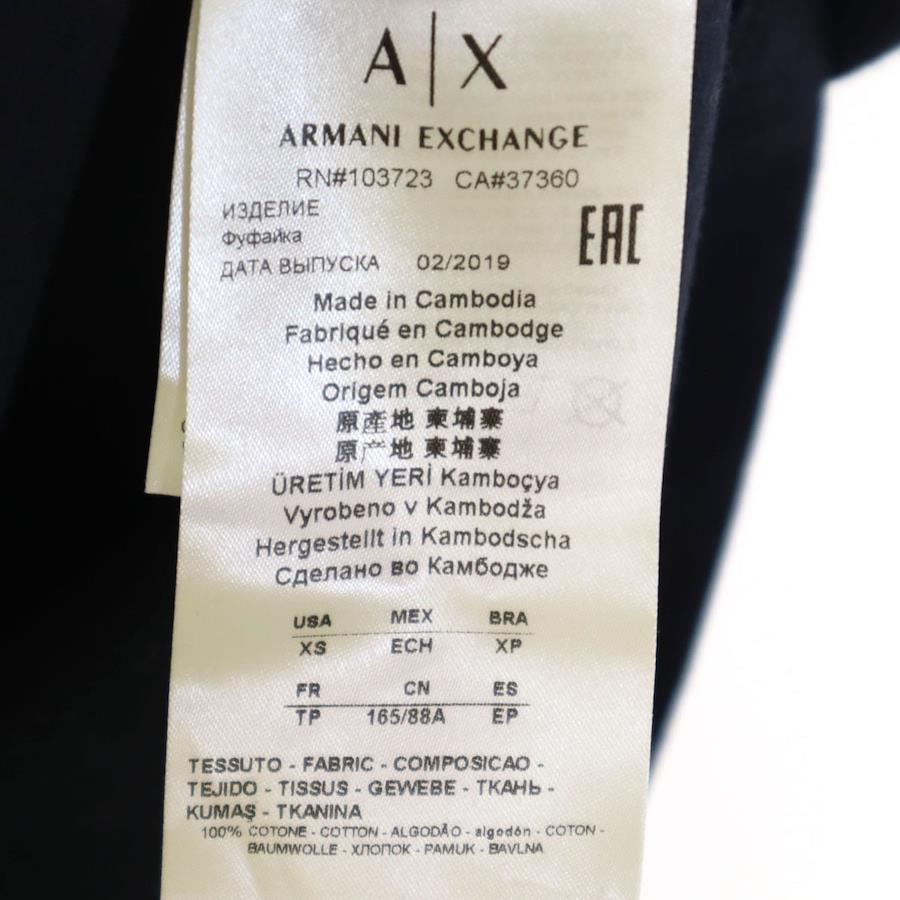 A|X
ARMANI EXCHANGE
RN#103723 CA#37360
ИЗДЕЛИЕ
Фуфайка
EAC
ДАТА ВЫПУСКА 02/2019
Made in Cambodia
Fabriqué en Cambodge
Hecho en Camboya
Origem Camboja
原產地 柬埔寨
原产地 柬埔寨
ÜRETİM YERİ Kamboçya
Vyrobeno v Kambodža
Hergestellt in Kambodscha
Сделано во Камбодже
USA MEX BRA
XS ECH XP
FR CN ES
TP 165/88A EP
TESSUTO - FABRIC - COMPOSICAO -
TEJIDO - TISSUS - GEWEBE - ТКАНЬ -
KUMAŞ - TKANINA
100% COTONE - COTTON - ALGODÃO - algodón - COTON -
BAUMWOLLE - ХЛОПОК - PAMUK - BAVLNA